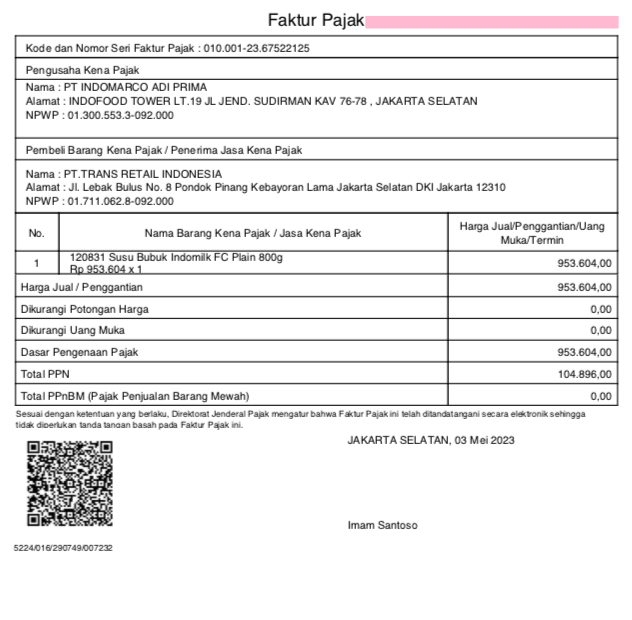 Faktur Pajak
Kode dan Nomor Seri Faktur Pajak : 010.001-23.67522125
Pengusaha Kena Pajak
Nama : PT INDOMARCO ADI PRIMA
Alamat : INDOFOOD TOWER LT.19 JL JEND. SUDIRMAN KAV 76-78 , JAKARTA SELATAN
NPWP : 01.300.553.3-092.000
Pembeli Barang Kena Pajak / Penerima Jasa Kena Pajak
Nama : PT.TRANS RETAIL INDONESIA
Alamat : Jl. Lebak Bulus No. 8 Pondok Pinang Kebayoran Lama Jakarta Selatan DKI Jakarta 12310
NPWP : 01.711.062.8-092.000
No. Nama Barang Kena Pajak / Jasa Kena Pajak Harga Jual/Penggantian/Uang
Muka/Termin
1 120831 Susu Bubuk Indomilk FC Plain 800g 953.604,00
Rp 953.604 x 1
Harga Jual / Penggantian 953.604,00
Dikurangi Potongan Harga 0,00
Dikurangi Uang Muka 0,00
Dasar Pengenaan Pajak 953.604,00
Total PPN 104.896,00
Total PPnBM (Pajak Penjualan Barang Mewah) 0,00
Sesuai dengan ketentuan yang berlaku, Direktorat Jenderal Pajak mengatur bahwa Faktur Pajak ini telah ditandatangani secara elektronik sehingga
tidak diperlukan tanda tangan basah pada Faktur Pajak ini.
JAKARTA SELATAN, 03 Mei 2023
Imam Santoso
5224/016/290749/007232